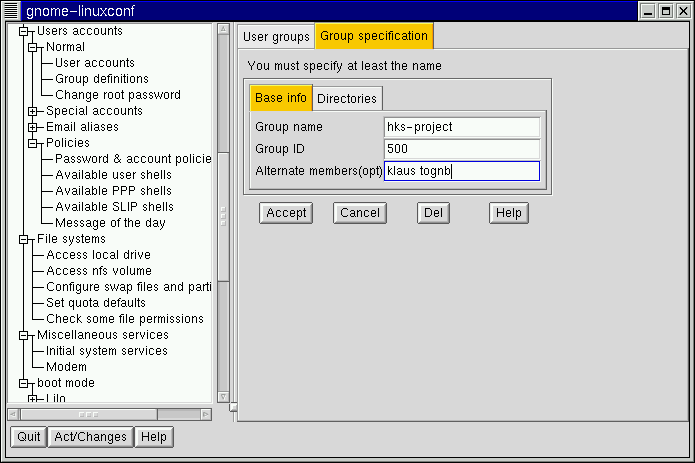 gnome-linuxconf
Users accounts
Normal
User accounts
Group definitions
Change root password
Special accounts
Email aliases
Policies
Password & account policie
Available user shells
Available PPP shells
Available SLIP shells
Message of the day
File systems
Access local drive
Access nfs volume
Configure swap files and parti
Set quota defaults
Check some file permissions
Miscellaneous services
Initial system services
Modem
boot mode
Lilo
User groups Group specification
You must specify at least the name
Base info Directories
Group name hks-project
Group ID 500
Alternate members(opt) klaus tognb
Accept Cancel Del Help
Quit Act/Changes Help